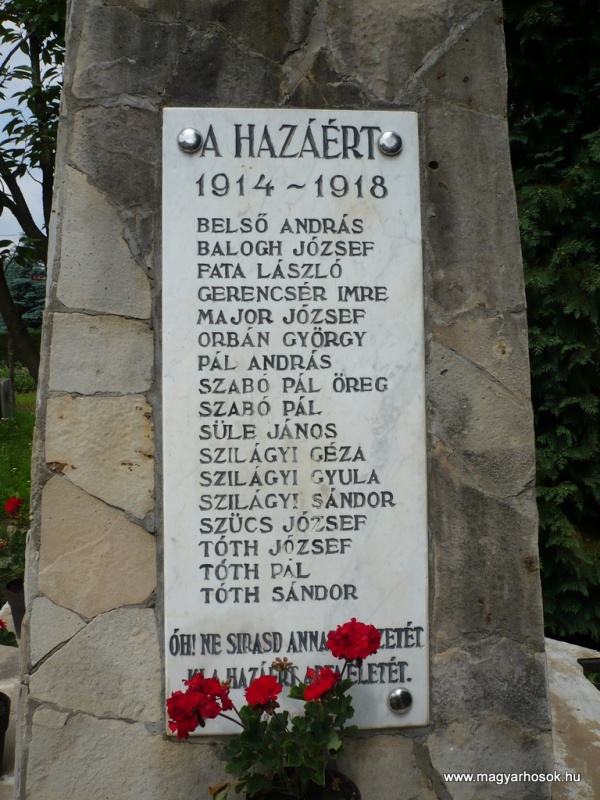 A HAZÁÉRT
1914 ~ 1918
BELSŐ ANDRÁS
BALOGH JÓZSEF
FATA LÁSZLÓ
GERENCSÉR IMRE
MAJOR JÓZSEF
ORBÁN GYÖRGY
PÁL ANDRÁS
SZABÓ PÁL ÖREG
SZABÓ PÁL
SÜLE JÁNOS
SZILÁGYI GÉZA
SZILÁGYI GYULA
SZILÁGYI SÁNDOR
SZÜCS JÓZSEF
TÓTH JÓZSEF
TÓTH PÁL
TÓTH SÁNDOR
ÓH! NE SIRASD
A HAZÁÉRT ÉLETÉT.
www.magyarhosok.hu